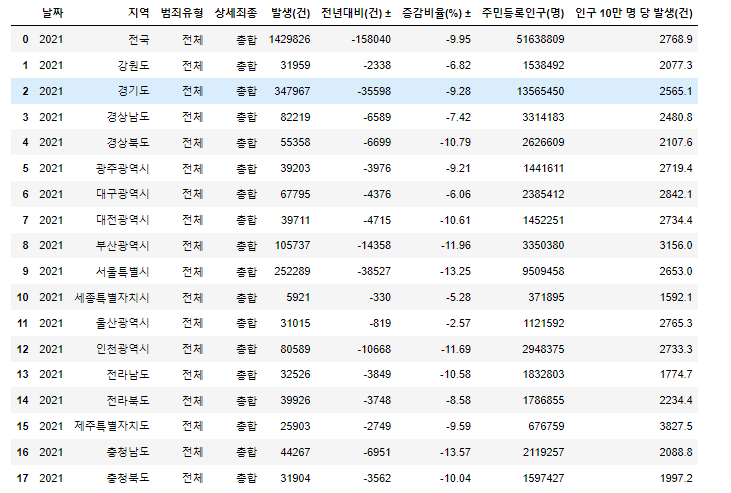 날짜 지역 범죄유형 상세죄종 발생(건) 전년대비(건) ± 증감비율(%) ± 주민등록인구(명) 인구 10만 명 당 발생(건)
0 2021 전국 전체 총합 1429826 -158040 -9.95 51638809 2768.9
1 2021 강원도 전체 총합 31959 -2338 -6.82 1538492 2077.3
2 2021 경기도 전체 총합 347967 -35598 -9.28 13565450 2565.1
3 2021 경상남도 전체 총합 82219 -6589 -7.42 3314183 2480.8
4 2021 경상북도 전체 총합 55358 -6699 -10.79 2626609 2107.6
5 2021 광주광역시 전체 총합 39203 -3976 -9.21 1441611 2719.4
6 2021 대구광역시 전체 총합 67795 -4376 -6.06 2385412 2842.1
7 2021 대전광역시 전체 총합 39711 -4715 -10.61 1452251 2734.4
8 2021 부산광역시 전체 총합 105737 -14358 -11.96 3350380 3156.0
9 2021 서울특별시 전체 총합 252289 -38527 -13.25 9509458 2653.0
10 2021 세종특별자치시 전체 총합 5921 -330 -5.28 371895 1592.1
11 2021 울산광역시 전체 총합 31015 -819 -2.57 1121592 2765.3
12 2021 인천광역시 전체 총합 80589 -10668 -11.69 2948375 2733.3
13 2021 전라남도 전체 총합 32526 -3849 -10.58 1832803 1774.7
14 2021 전라북도 전체 총합 39926 -3748 -8.58 1786855 2234.4
15 2021 제주특별자치도 전체 총합 25903 -2749 -9.59 676759 3827.5
16 2021 충청남도 전체 총합 44267 -6951 -13.57 2119257 2088.8
17 2021 충청북도 전체 총합 31904 -3562 -10.04 1597427 1997.2